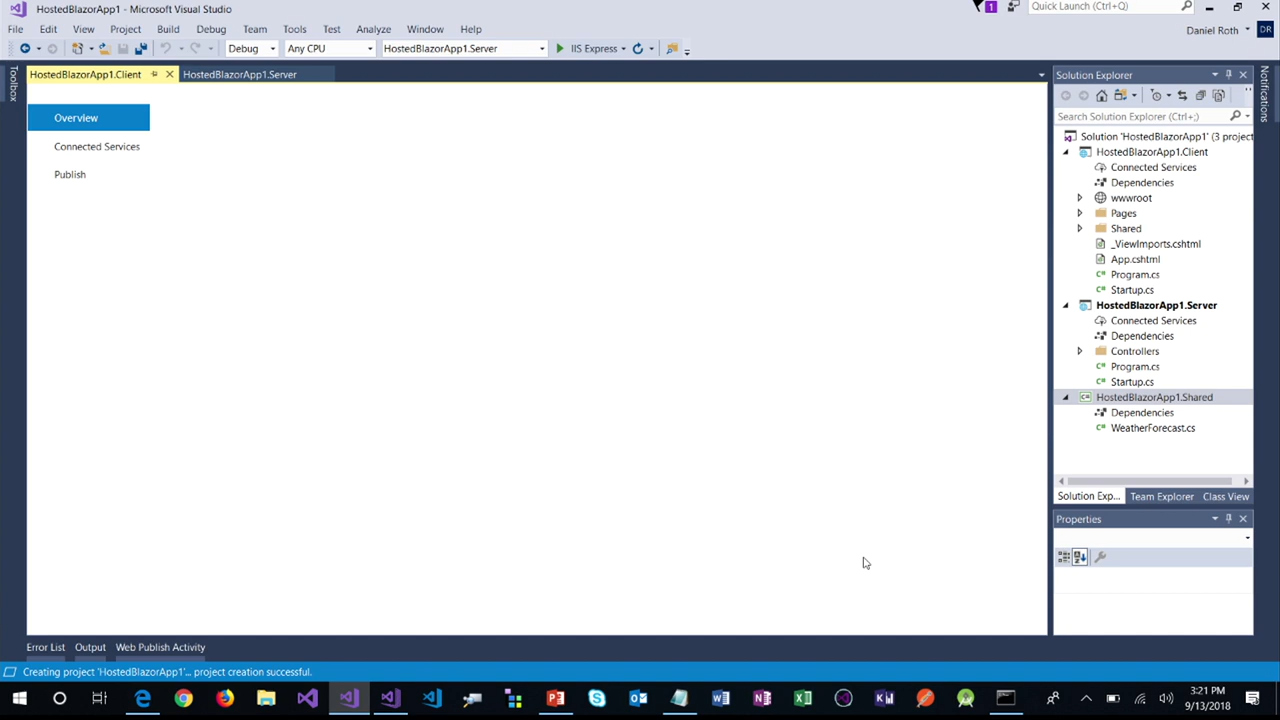 HostedBlazorApp1 - Microsoft Visual Studio
1
Quick Launch (Ctrl+Q)
File Edit View Project Build Debug Team Tools Test Analyze Window Help
Daniel Roth DR
Debug Any CPU HostedBlazorApp1.Server IIS Express
Toolbox
HostedBlazorApp1.Client HostedBlazorApp1.Server
Overview
Connected Services
Publish
Solution Explorer
Search Solution Explorer (Ctrl+;)
Solution 'HostedBlazorApp1' (3 project
HostedBlazorApp1.Client
Connected Services
Dependencies
wwwroot
Pages
Shared
_ViewImports.cshtml
App.cshtml
Program.cs
Startup.cs
HostedBlazorApp1.Server
Connected Services
Dependencies
Controllers
Program.cs
Startup.cs
HostedBlazorApp1.Shared
Dependencies
WeatherForecast.cs
Solution Exp... Team Explorer Class View
Properties
Notifications
Error List Output Web Publish Activity
Creating project 'HostedBlazorApp1'... project creation successful.
3:21 PM
9/13/2018